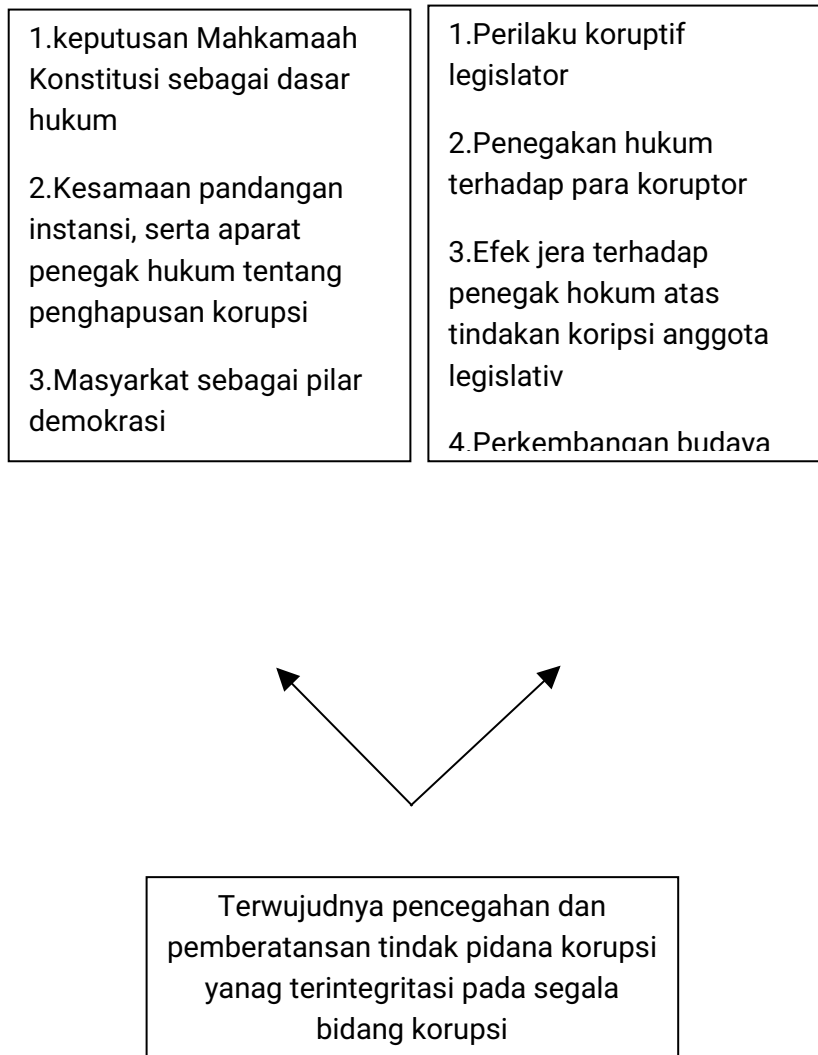 1.keputusan Mahkamaah
Konstitusi sebagai dasar
hukum
2.Kesamaan pandangan
instansi, serta aparat
penegak hukum tentang
penghapusan korupsi
3.Masyarkat sebagai pilar
demokrasi
1.Perilaku koruptif
legislator
2.Penegakan hukum
terhadap para koruptor
3.Efek jera terhadap
penegak hokum atas
tindakan koripsi anggota
legislativ
4.Perkembangan budaya
Terwujudnya pencegahan dan
pemberatansan tindak pidana korupsi
yanag terintegritasi pada segala
bidang korupsi